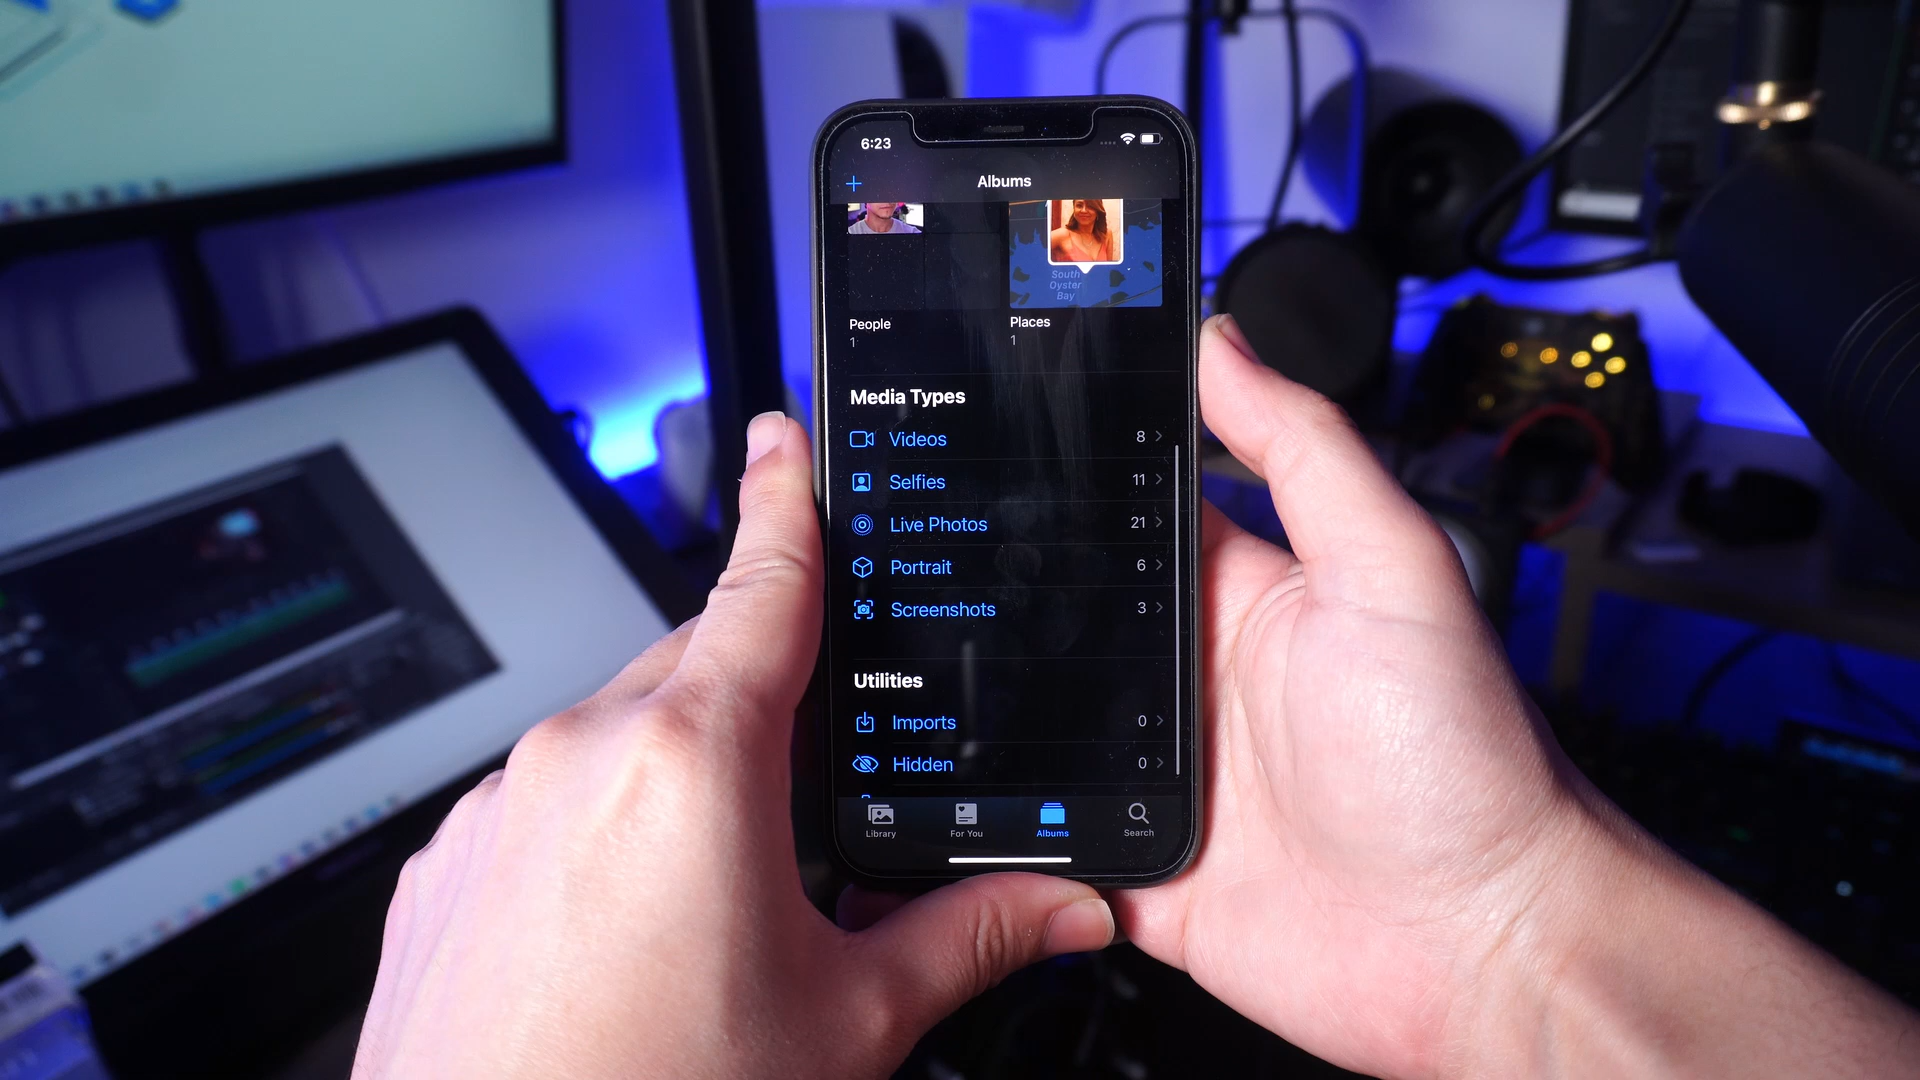 6:23
Albums
South
Oyster
Bay
People
1
Places
1
Media Types
Videos 8
Selfies 11
Live Photos 21
Portrait 6
Screenshots 3
Utilities
Imports 0
Hidden 0
Library
For You
Albums
Search